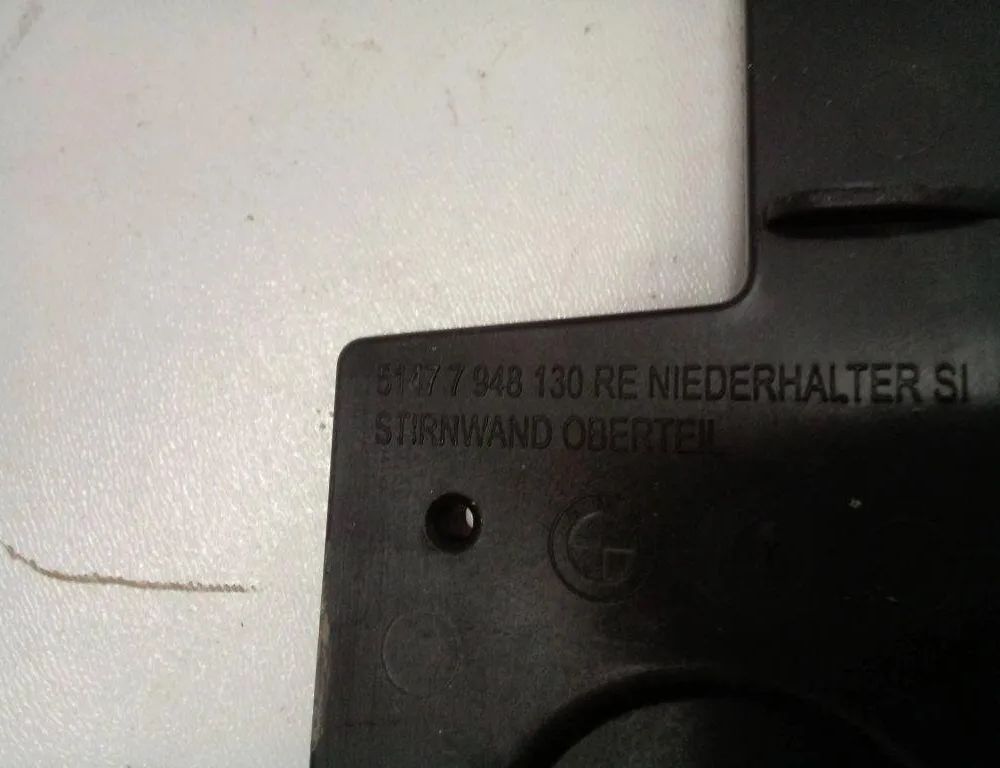 5147 7 948 130 RE NIEDERHALTER SI
STIRNWAND OBERTEIL